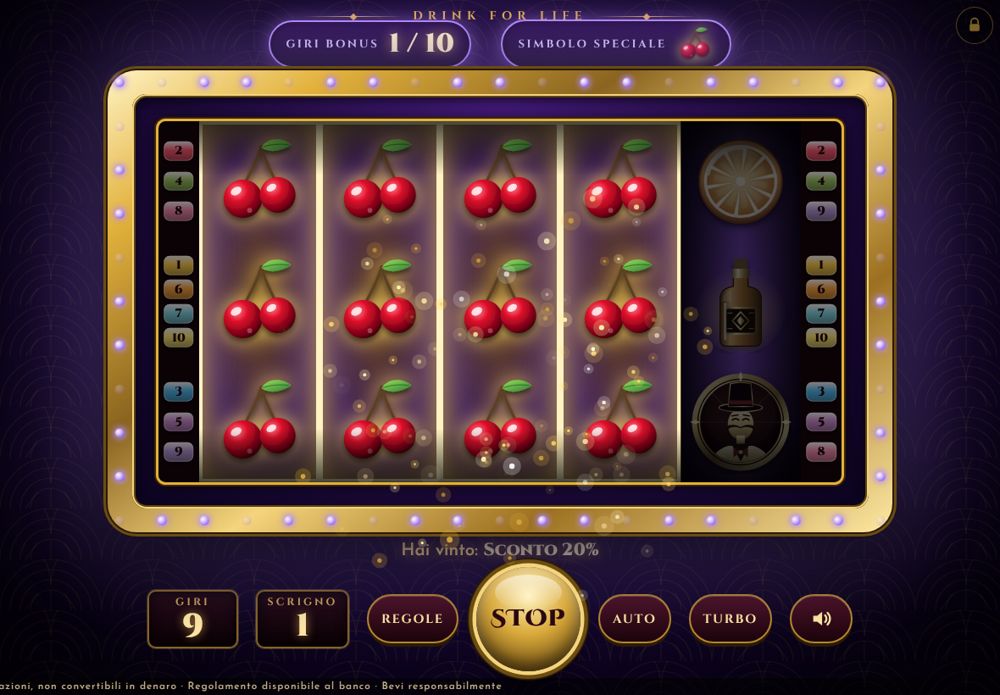 DRINK FOR LIFE
GIRI BONUS 1 / 10
SIMBOLO SPECIALE
2 2
4 4
8 9
1 1
6 6
7 7
10 10
3 3
5 5
9 8
Hai vinto: SCONTO 20%
GIRI
9
SCRIGNO
1
REGOLE
STOP
AUTO
TURBO
azioni, non convertibili in denaro · Regolamento disponibile al banco · Bevi responsabilmente